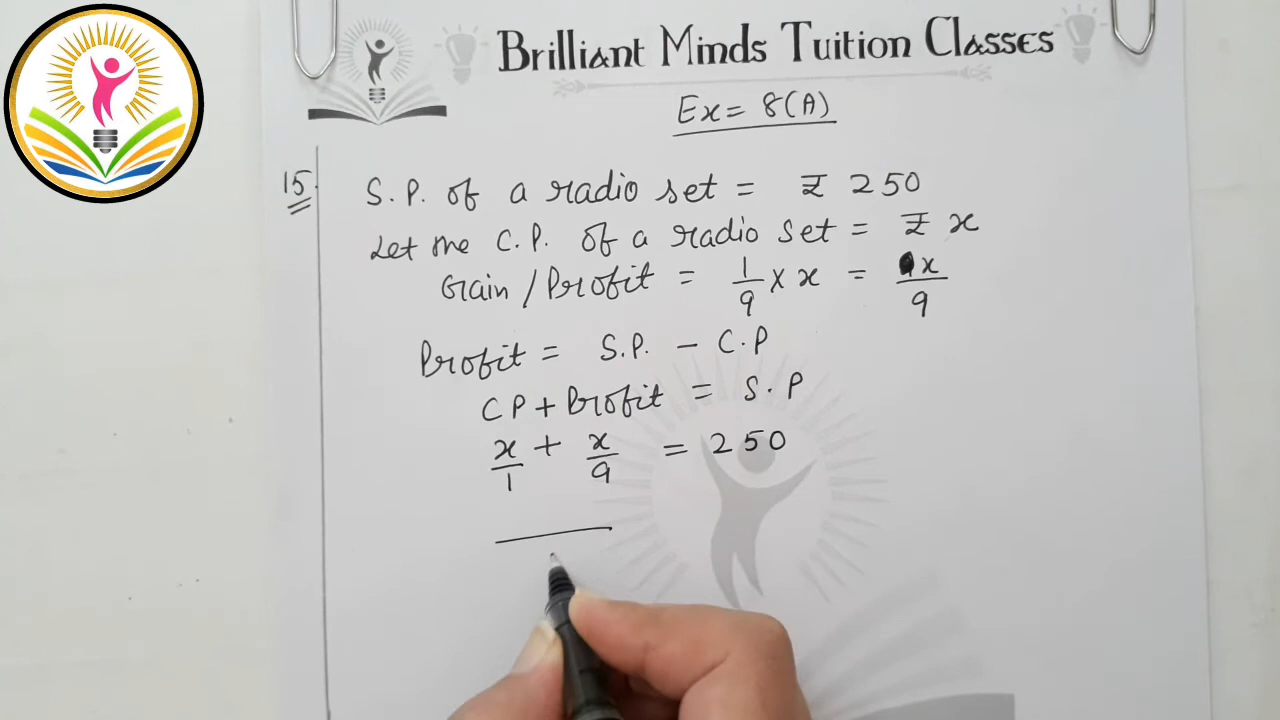 Brilliant Minds Tuition Classes
Ex = 8(A)
15. S.P. of a radio set = ₹ 250
Let the C.P. of a radio set = ₹ x
Gain / Profit = 1/9 × x = x/9
Profit = S.P. - C.P
CP + Profit = S.P
x/1 + x/9 = 250